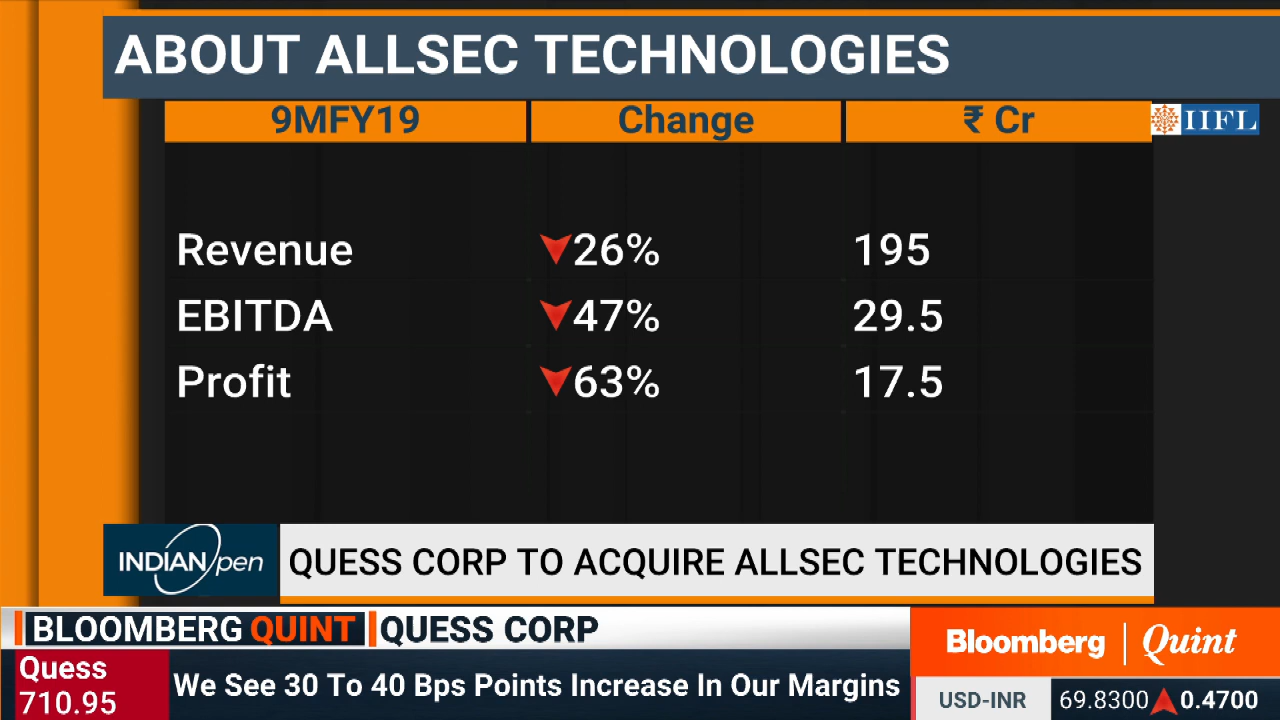 ABOUT ALLSEC TECHNOLOGIES
9MFY19 Change ₹ Cr
IIFL
Revenue 26% 195
EBITDA 47% 29.5
Profit 63% 17.5
INDIAN pen
QUESS CORP TO ACQUIRE ALLSEC TECHNOLOGIES
BLOOMBERG QUINT QUESS CORP
Bloomberg Quint
Quess
710.95
We See 30 To 40 Bps Points Increase In Our Margins
USD-INR 69.8300 0.4700